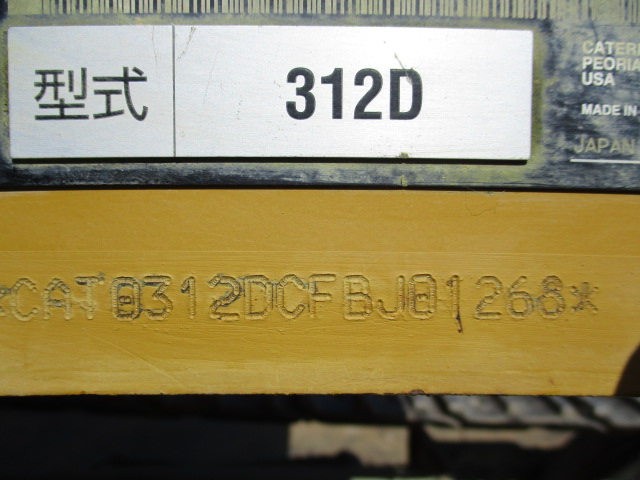 型式 312D
CATER
PEORIA
USA
MADE IN
JAPAN
*CAT0312DCFBJ01268*